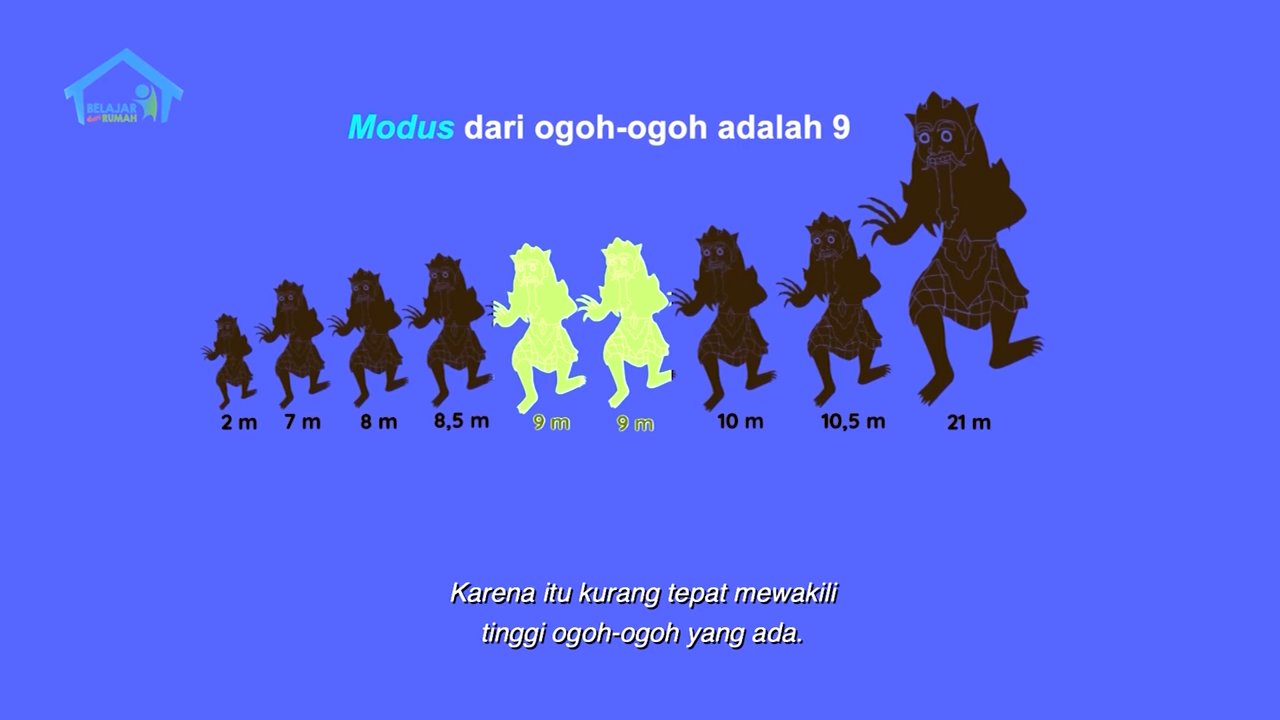 BELAJAR
dari RUMAH
Modus dari ogoh-ogoh adalah 9
2 m 7 m 8 m 8,5 m 9 m 9 m 10 m 10,5 m 21 m
Karena itu kurang tepat mewakili
tinggi ogoh-ogoh yang ada.